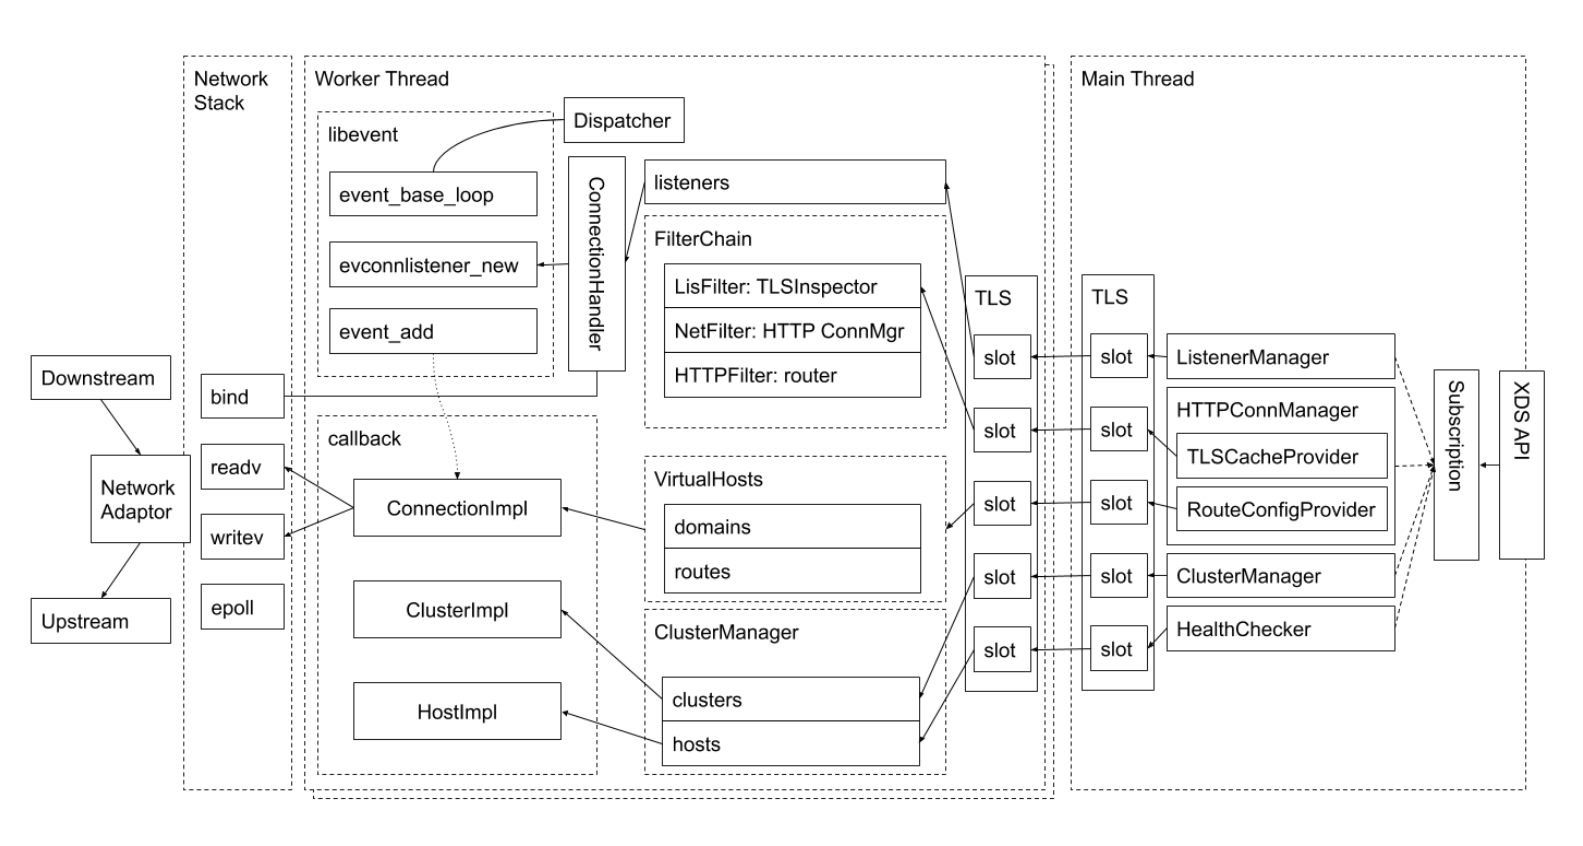 Network
Stack
Worker Thread
Main Thread
libevent
Dispatcher
event_base_loop
evconnlistener_new
event_add
ConnectionHandler
listeners
FilterChain
LisFilter: TLSInspector
NetFilter: HTTP ConnMgr
HTTPFilter: router
TLS
slot
slot
slot
slot
slot
TLS
slot
slot
slot
slot
slot
ListenerManager
HTTPConnManager
TLSCacheProvider
RouteConfigProvider
ClusterManager
HealthChecker
Subscription
XDS API
Downstream
Network
Adaptor
Upstream
bind
readv
writev
epoll
callback
ConnectionImpl
ClusterImpl
HostImpl
VirtualHosts
domains
routes
ClusterManager
clusters
hosts